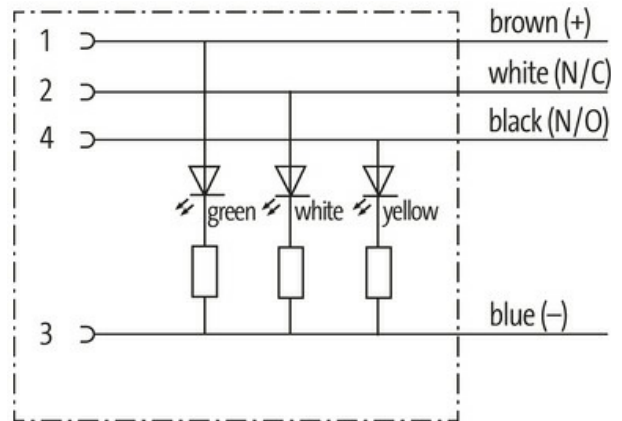 1 brown (+)
2 white (N/C)
4 black (N/O)
green white yellow
3 blue (–)